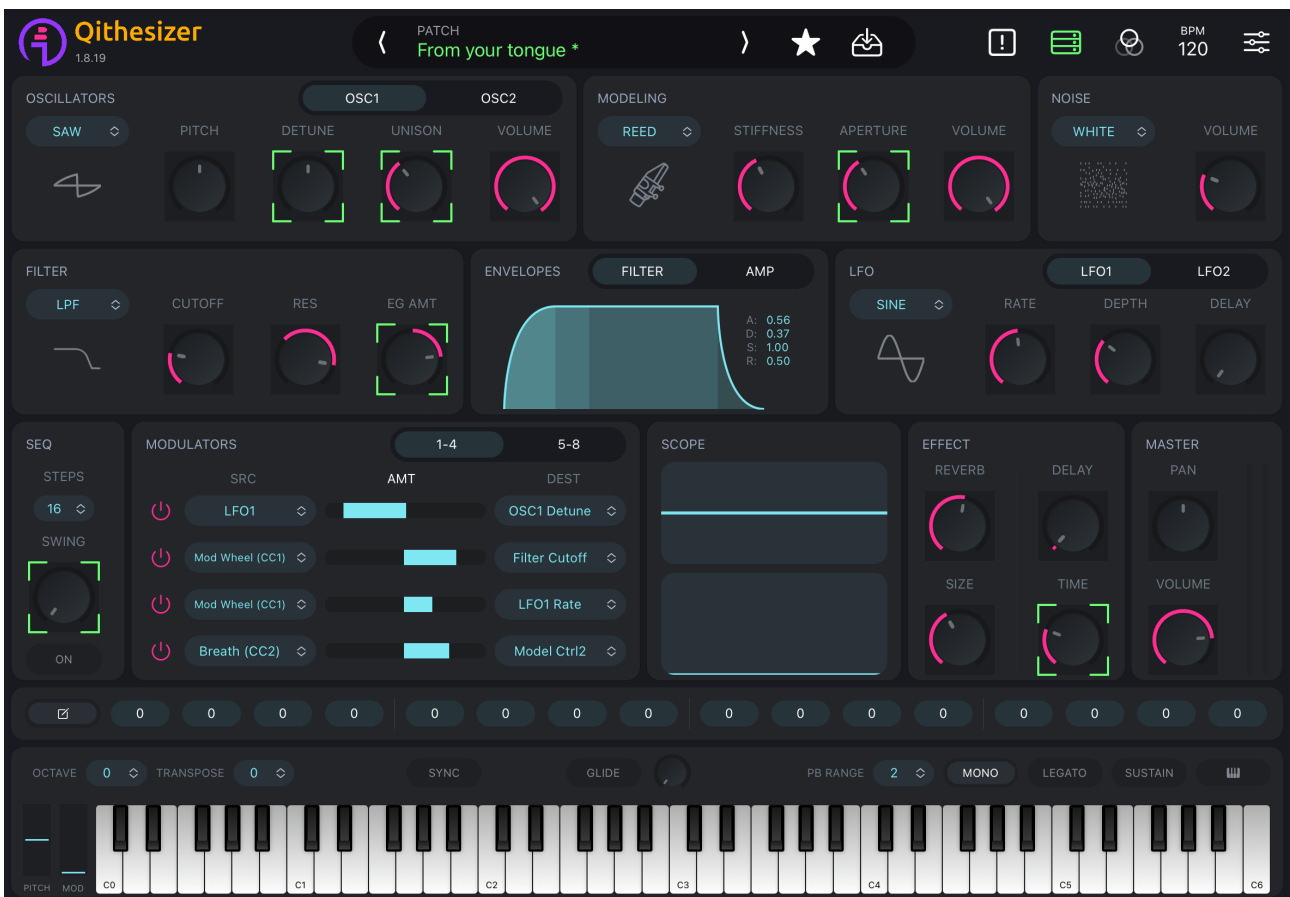 Qithesizer
1.8.19
PATCH
From your tongue *
BPM
120
OSCILLATORS
OSC1 OSC2
SAW
PITCH DETUNE UNISON VOLUME
MODELING
REED
STIFFNESS APERTURE VOLUME
NOISE
WHITE
VOLUME
FILTER
LPF
CUTOFF RES EG AMT
ENVELOPES
FILTER AMP
A: 0.56
D: 0.37
S: 1.00
R: 0.50
LFO
LFO1 LFO2
SINE
RATE DEPTH DELAY
SEQ
STEPS
16
SWING
ON
MODULATORS
1-4 5-8
SRC AMT DEST
LFO1 OSC1 Detune
Mod Wheel (CC1) Filter Cutoff
Mod Wheel (CC1) LFO1 Rate
Breath (CC2) Model Ctrl2
SCOPE
EFFECT
REVERB DELAY
SIZE TIME
MASTER
PAN
VOLUME
0 0 0 0 0 0 0 0 0 0 0 0 0 0 0 0
OCTAVE 0 TRANSPOSE 0 SYNC GLIDE PB RANGE 2 MONO LEGATO SUSTAIN
PITCH MOD
C0 C1 C2 C3 C4 C5 C6